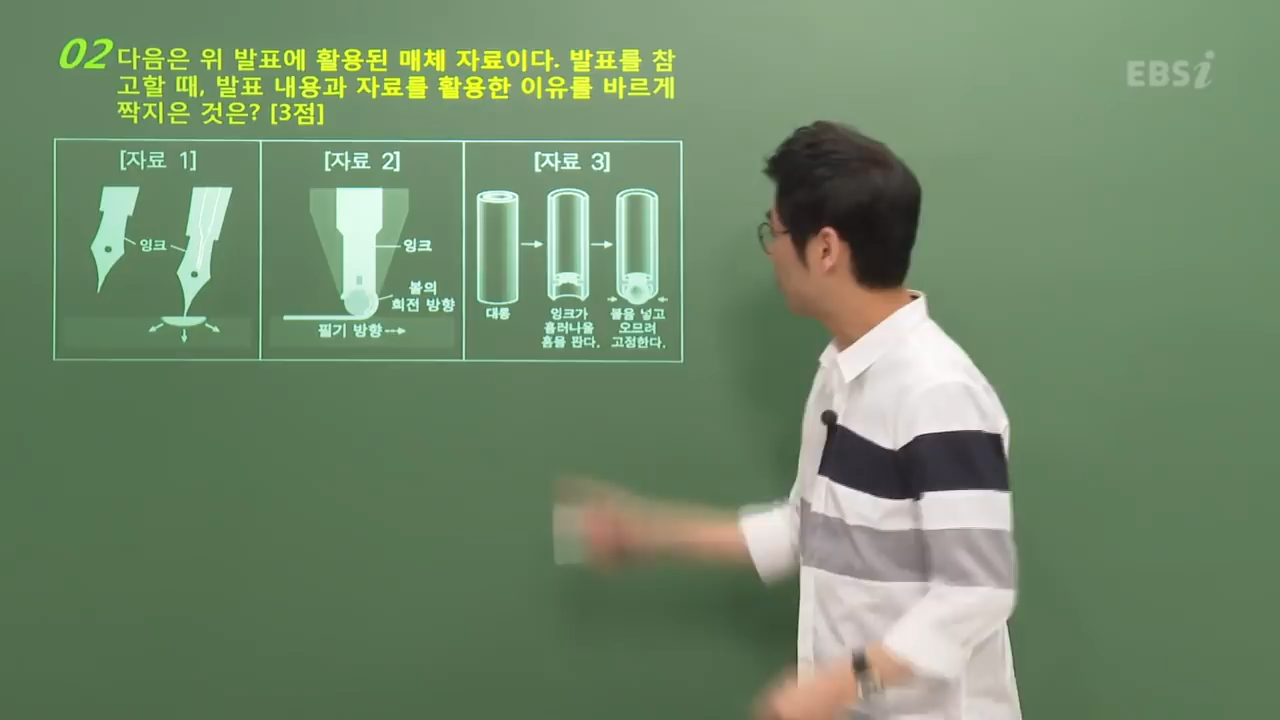 EBSi
02 다음은 위 발표에 활용된 매체 자료이다. 발표를 참
고할 때, 발표 내용과 자료를 활용한 이유를 바르게
짝지은 것은? [3점]
[자료 1]
잉크
[자료 2]
잉크
볼의
회전 방향
필기 방향
[자료 3]
대롱
잉크가
흘러나올
홈을 판다.
볼을 넣고
오므려
고정한다.